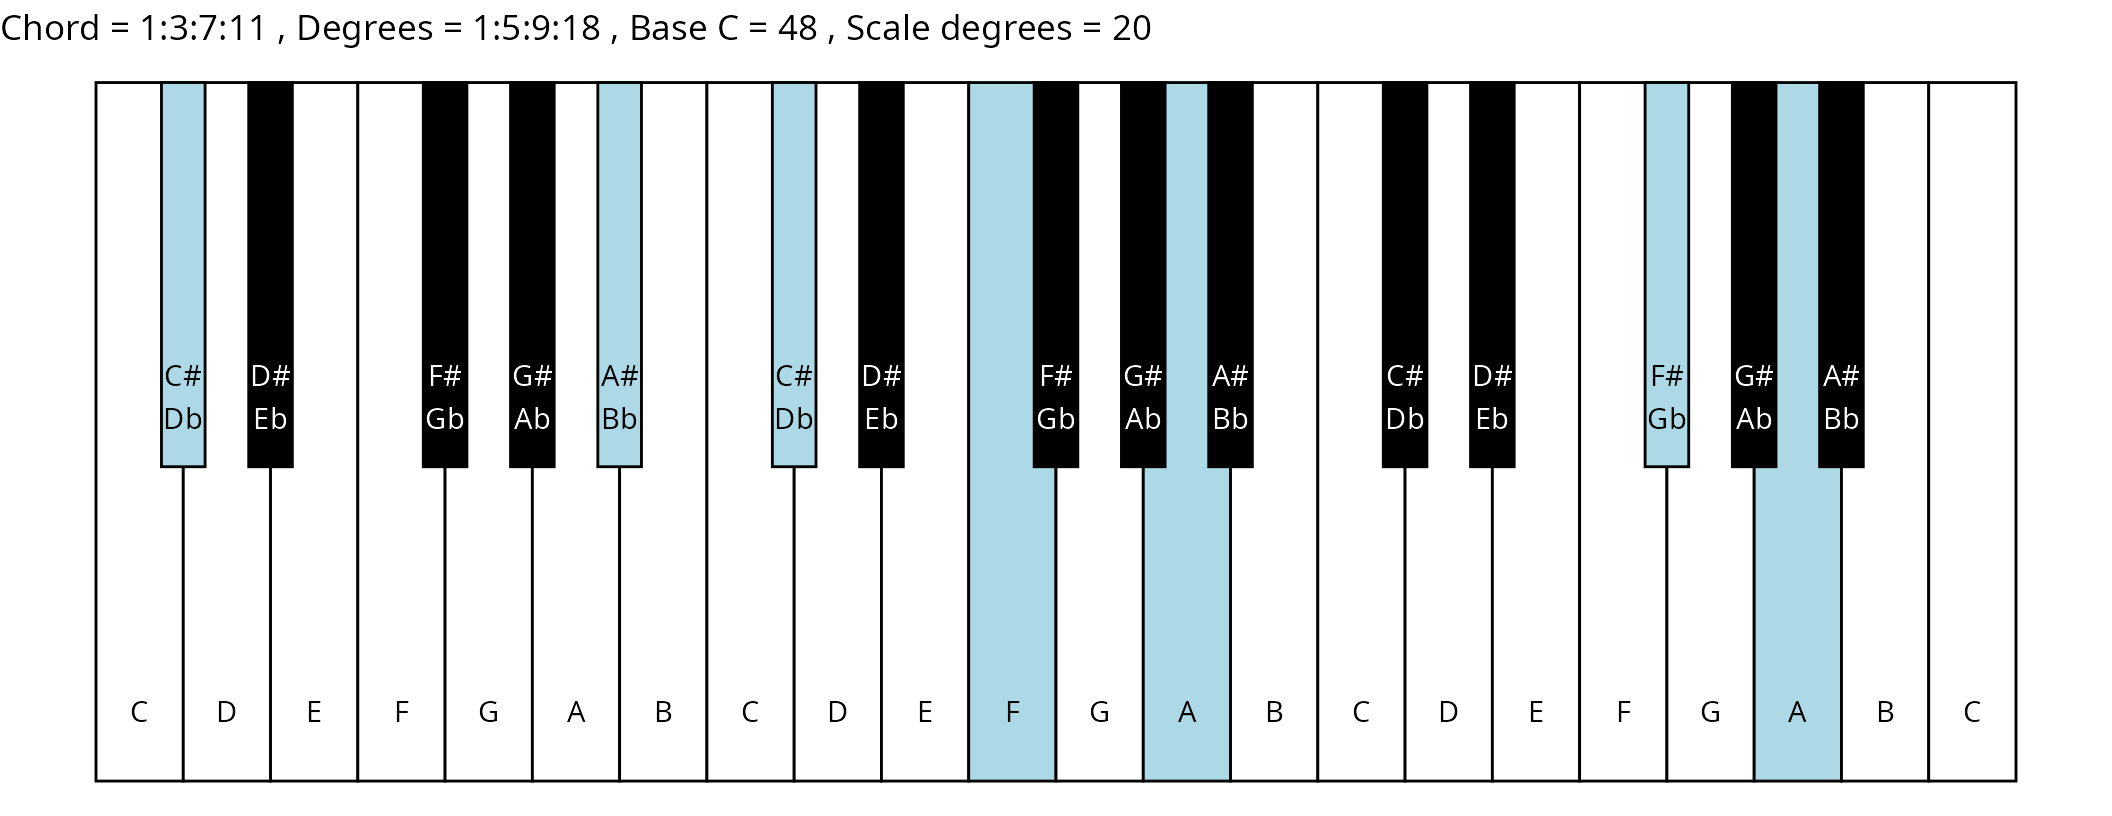 Chord = 1:3:7:11 , Degrees = 1:5:9:18 , Base C = 48 , Scale degrees = 20
C# D# F# G# A# C# D# F# G# A# C# D# F# G# A#
Db Eb Gb Ab Bb Db Eb Gb Ab Bb Db Eb Gb Ab Bb
C D E F G A B C D E F G A B C D E F G A B C